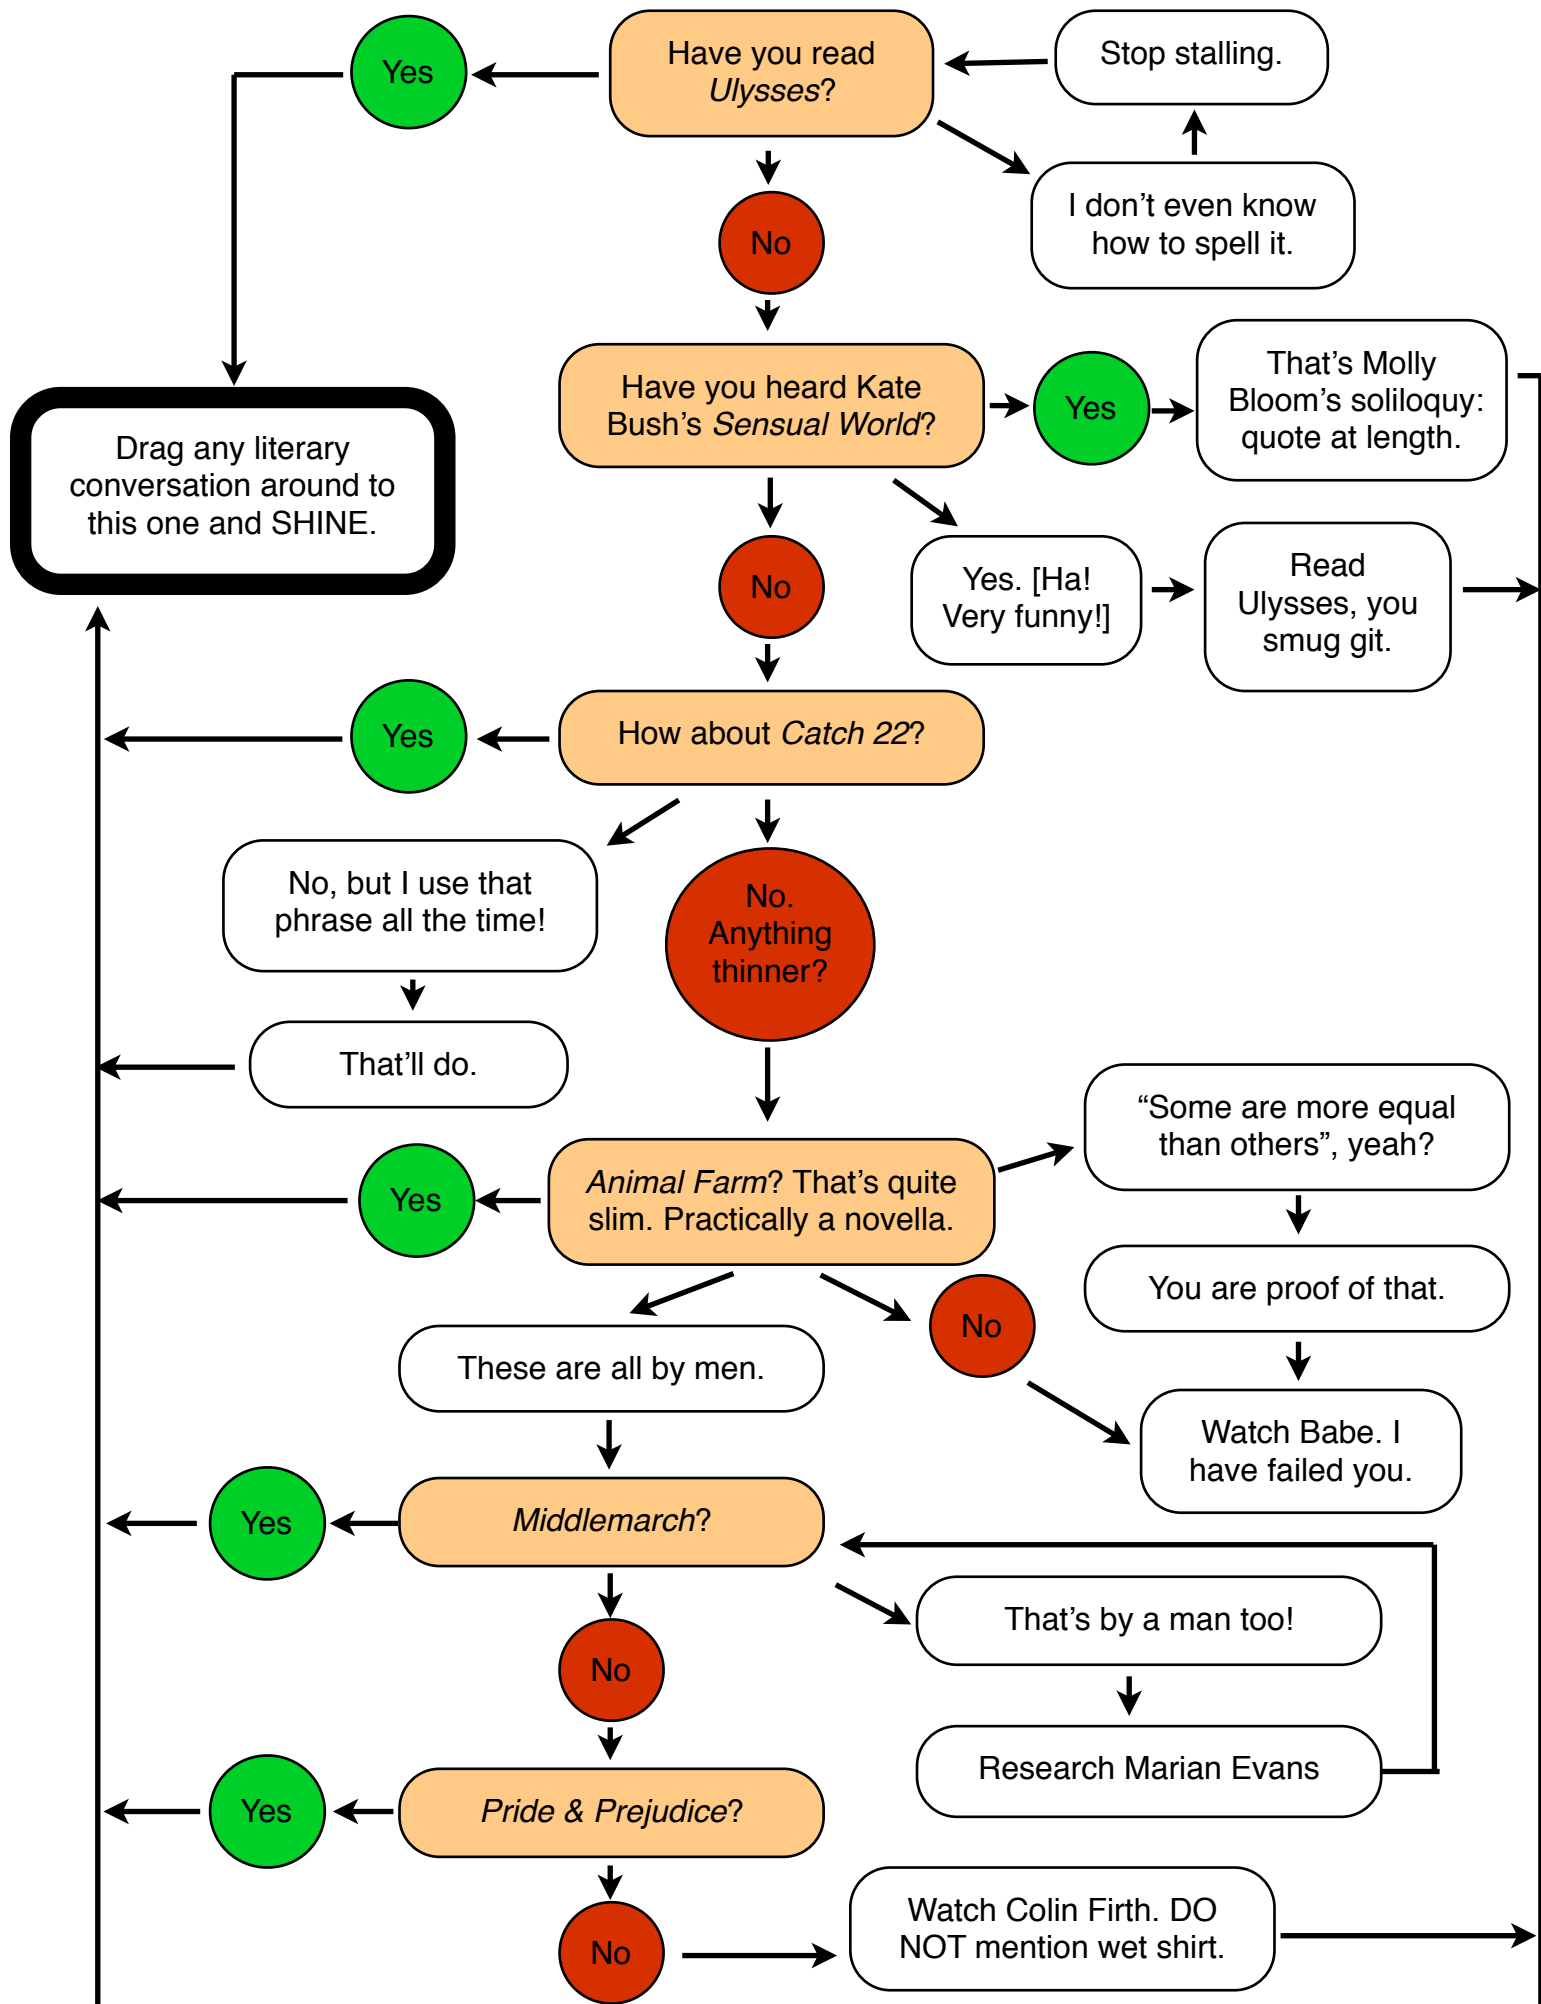 Have you read
Ulysses?
Yes
Stop stalling.
I don't even know
how to spell it.
No
Have you heard Kate
Bush's Sensual World?
Yes
That's Molly
Bloom's soliloquy:
quote at length.
Drag any literary
conversation around to
this one and SHINE.
No
Yes. [Ha!
Very funny!]
Read
Ulysses, you
smug git.
How about Catch 22?
Yes
No, but I use that
phrase all the time!
No.
Anything
thinner?
That'll do.
“Some are more equal
than others”, yeah?
Animal Farm? That's quite
slim. Practically a novella.
Yes
You are proof of that.
No
These are all by men.
Watch Babe. I
have failed you.
Middlemarch?
Yes
That's by a man too!
No
Research Marian Evans
Pride & Prejudice?
Yes
No
Watch Colin Firth. DO
NOT mention wet shirt.